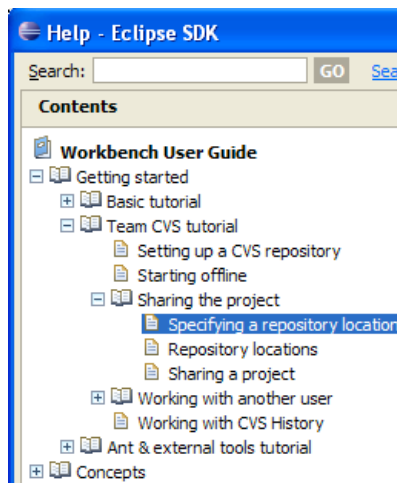 Help - Eclipse SDK
Search: GO Sea
Contents
Workbench User Guide
Getting started
Basic tutorial
Team CVS tutorial
Setting up a CVS repository
Starting offline
Sharing the project
Specifying a repository location
Repository locations
Sharing a project
Working with another user
Working with CVS History
Ant & external tools tutorial
Concepts